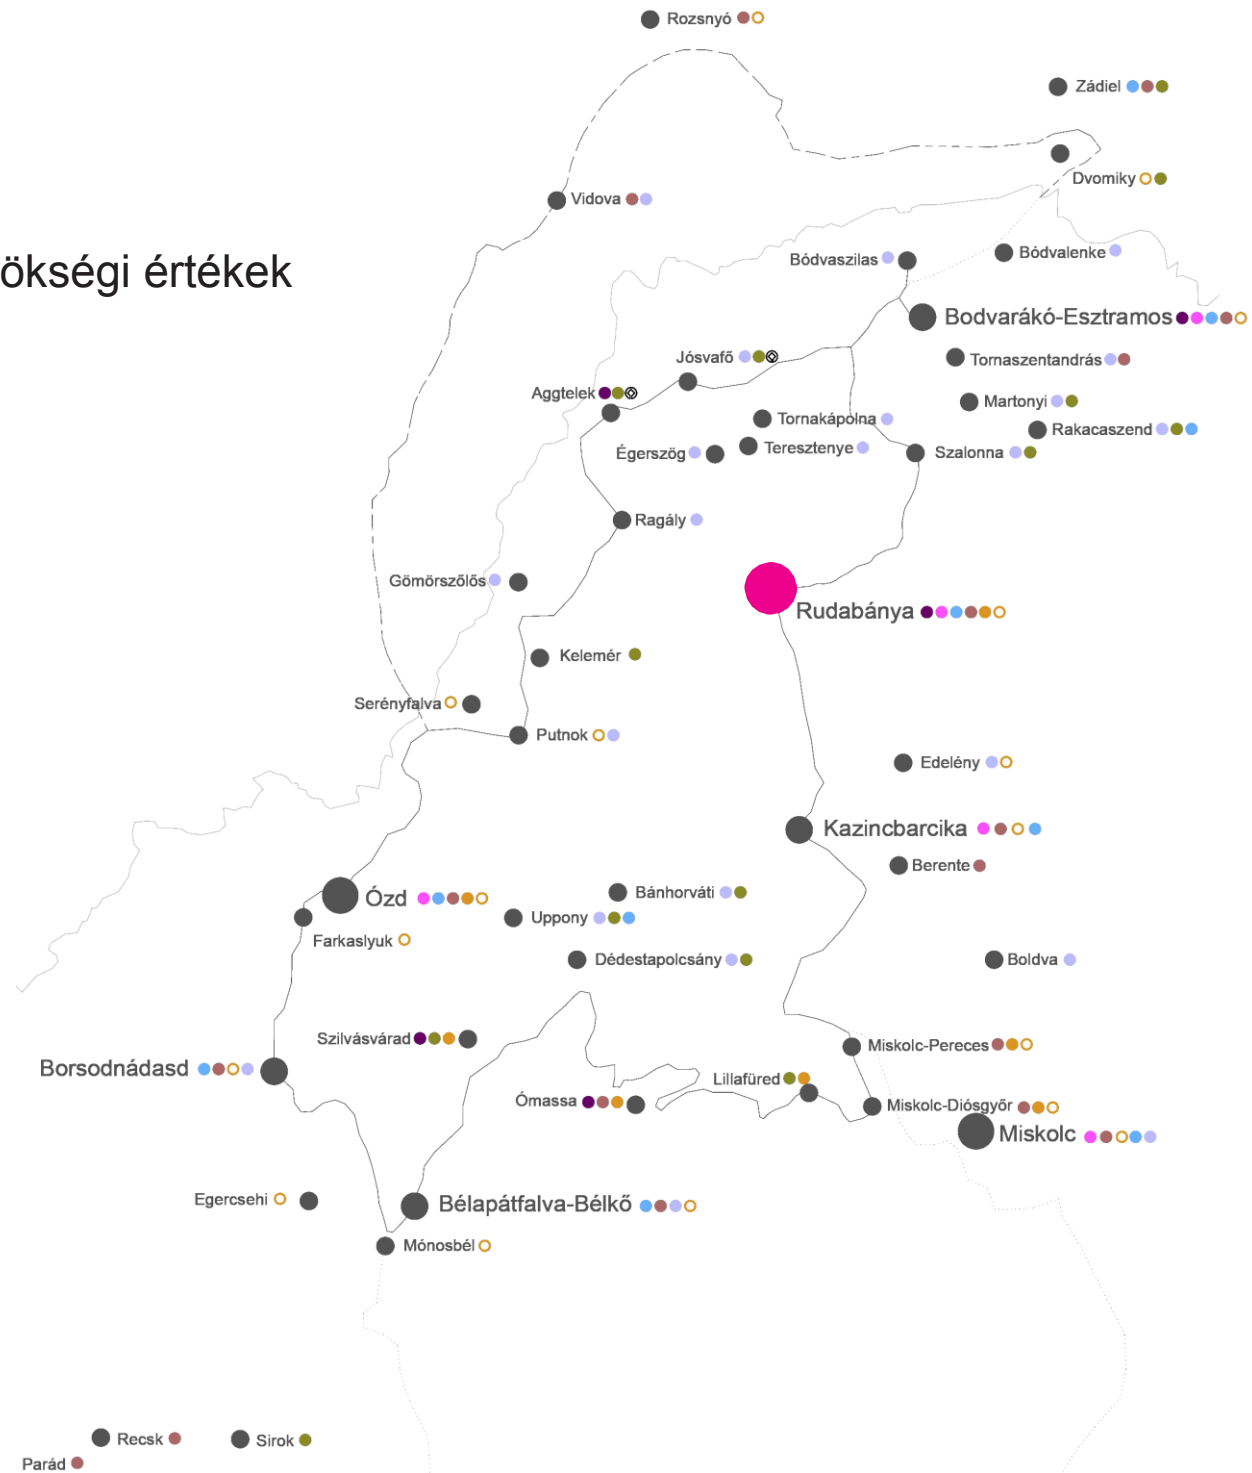 Rozsnyó
Zádiel
Dvomiky
Vidova
ökségi értékek
Bódvaszilas
Bódvalenke
Bodvarákó-Esztramos
Jósvafő
Tornaszentandrás
Aggtelek
Martonyi
Tornakápolna
Rakacaszend
Égerszög
Teresztenye
Szalonna
Ragály
Gömörszőlős
Rudabánya
Kelemér
Serényfalva
Putnok
Edelény
Kazincbarcika
Berente
Ózd
Bánhorváti
Uppony
Farkaslyuk
Dédestapolcsány
Boldva
Szilvásvárad
Miskolc-Pereces
Borsodnádasd
Lillafüred
Ómassa
Miskolc-Diósgyőr
Miskolc
Egercsehi
Bélapátfalva-Bélkő
Mónosbél
Recsk
Sirok
Parád